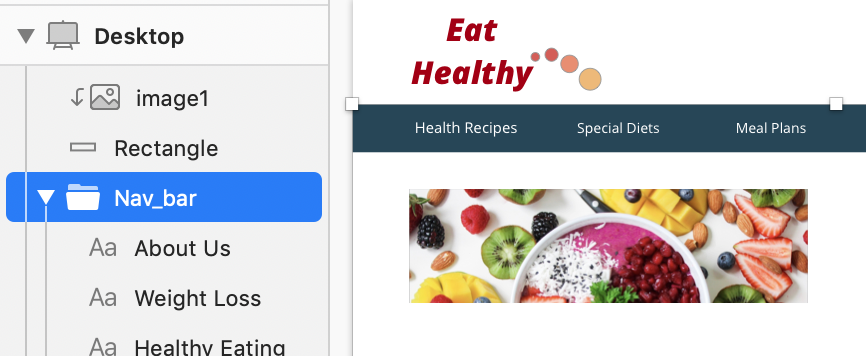 Desktop
image1
Rectangle
Nav_bar
Aa About Us
Aa Weight Loss
Aa Healthy Eating
Eat
Healthy
Health Recipes Special Diets Meal Plans